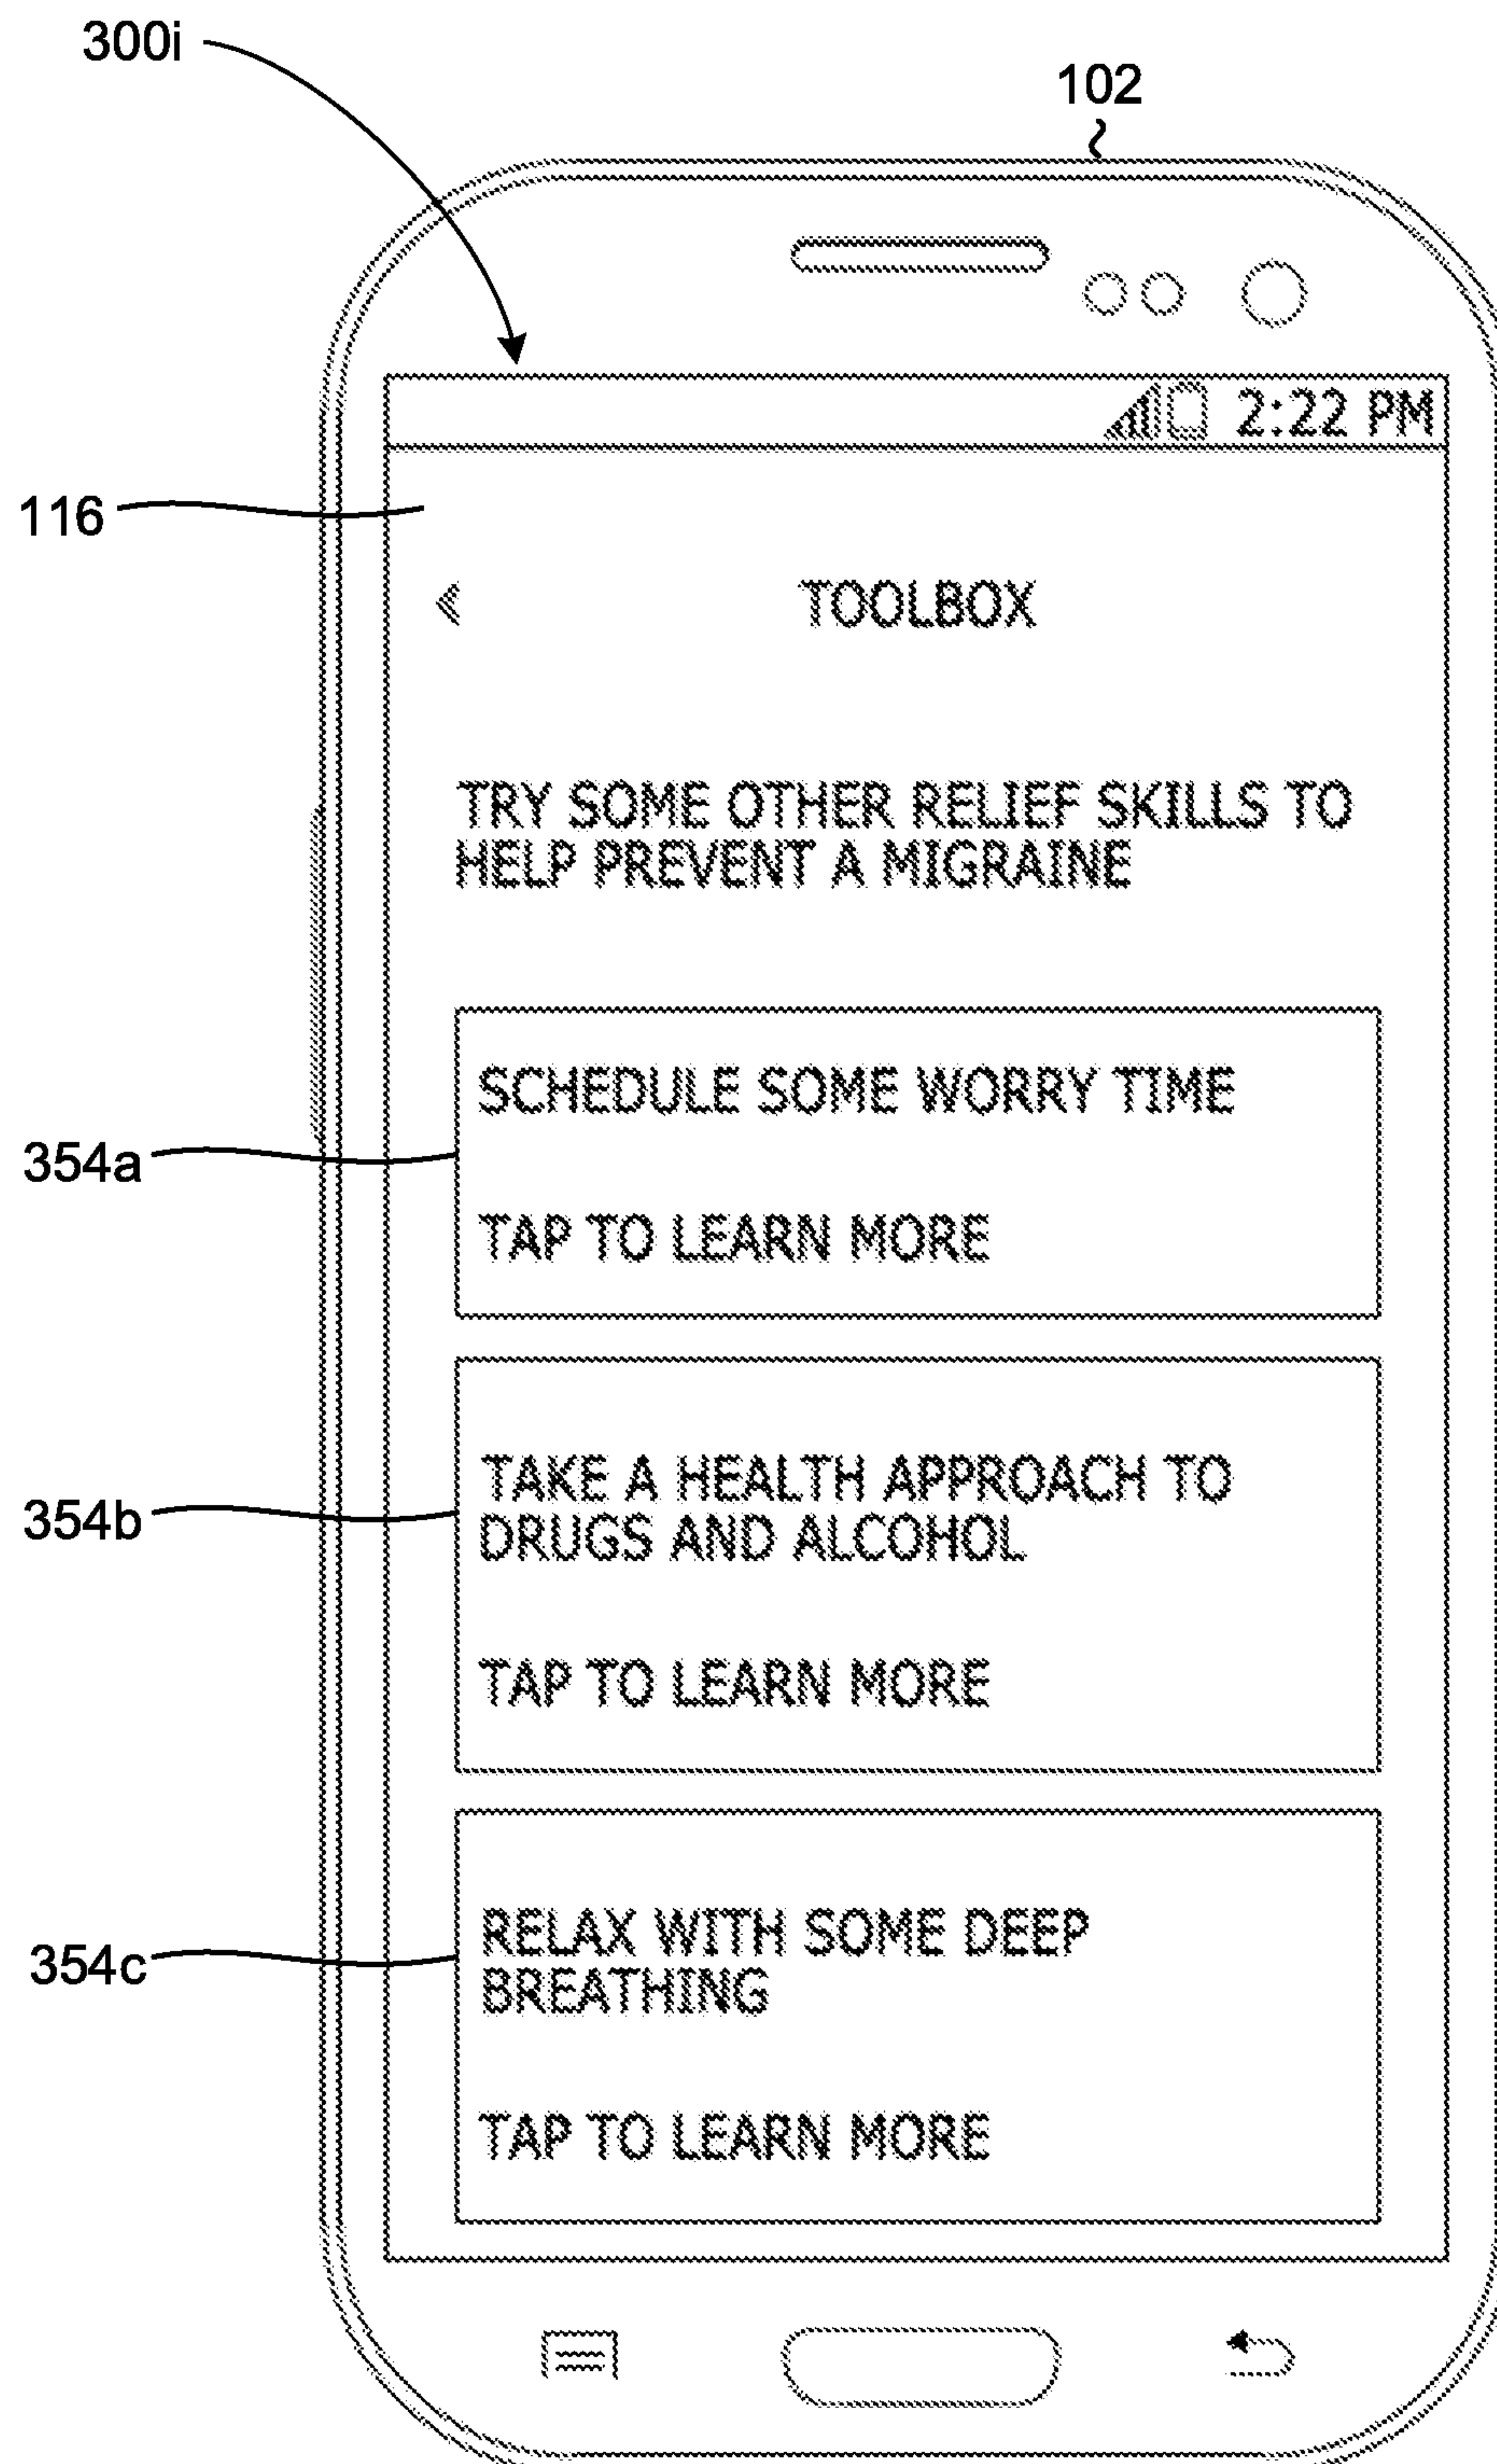 300i
102
2:22 PM
116
<
TOOLBOX
TRY SOME OTHER RELIEF SKILLS TO
HELP PREVENT A MIGRAINE
SCHEDULE SOME WORRY TIME
354a
TAP TO LEARN MORE
TAKE A HEALTH APPROACH TO
354b
DRUGS AND ALCOHOL
TAP TO LEARN MORE
RELAX WITH SOME DEEP
354c
BREATHING
TAP TO LEARN MORE